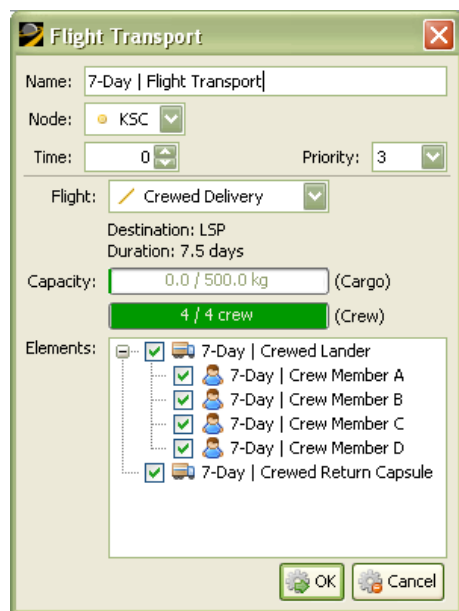 Flight Transport
Name: 7-Day | Flight Transport
Node: KSC
Time: 0 Priority: 3
Flight: Crewed Delivery
Destination: LSP
Duration: 7.5 days
Capacity: 0.0 / 500.0 kg (Cargo)
4 / 4 crew (Crew)
Elements: 7-Day | Crewed Lander
7-Day | Crew Member A
7-Day | Crew Member B
7-Day | Crew Member C
7-Day | Crew Member D
7-Day | Crewed Return Capsule
OK Cancel